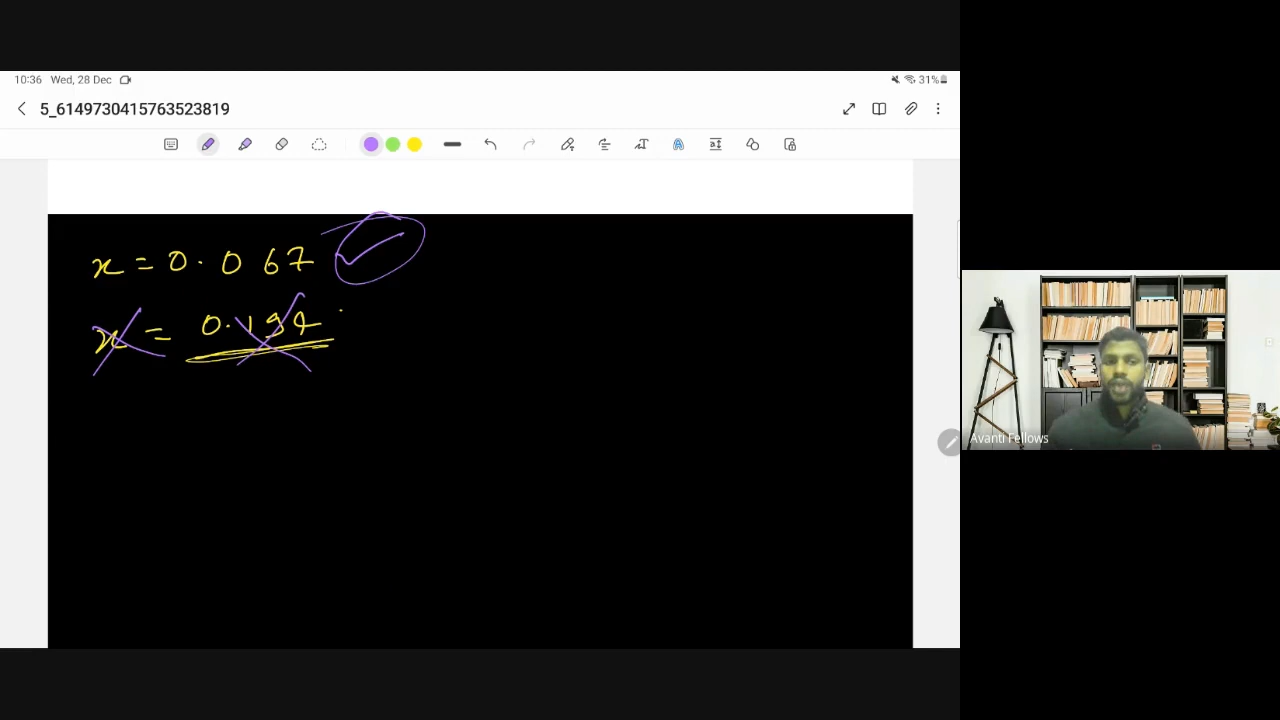 10:36 Wed, 28 Dec
31%
5_6149730415763523819
x = 0.067
x = 0.194
Avanti Fellows